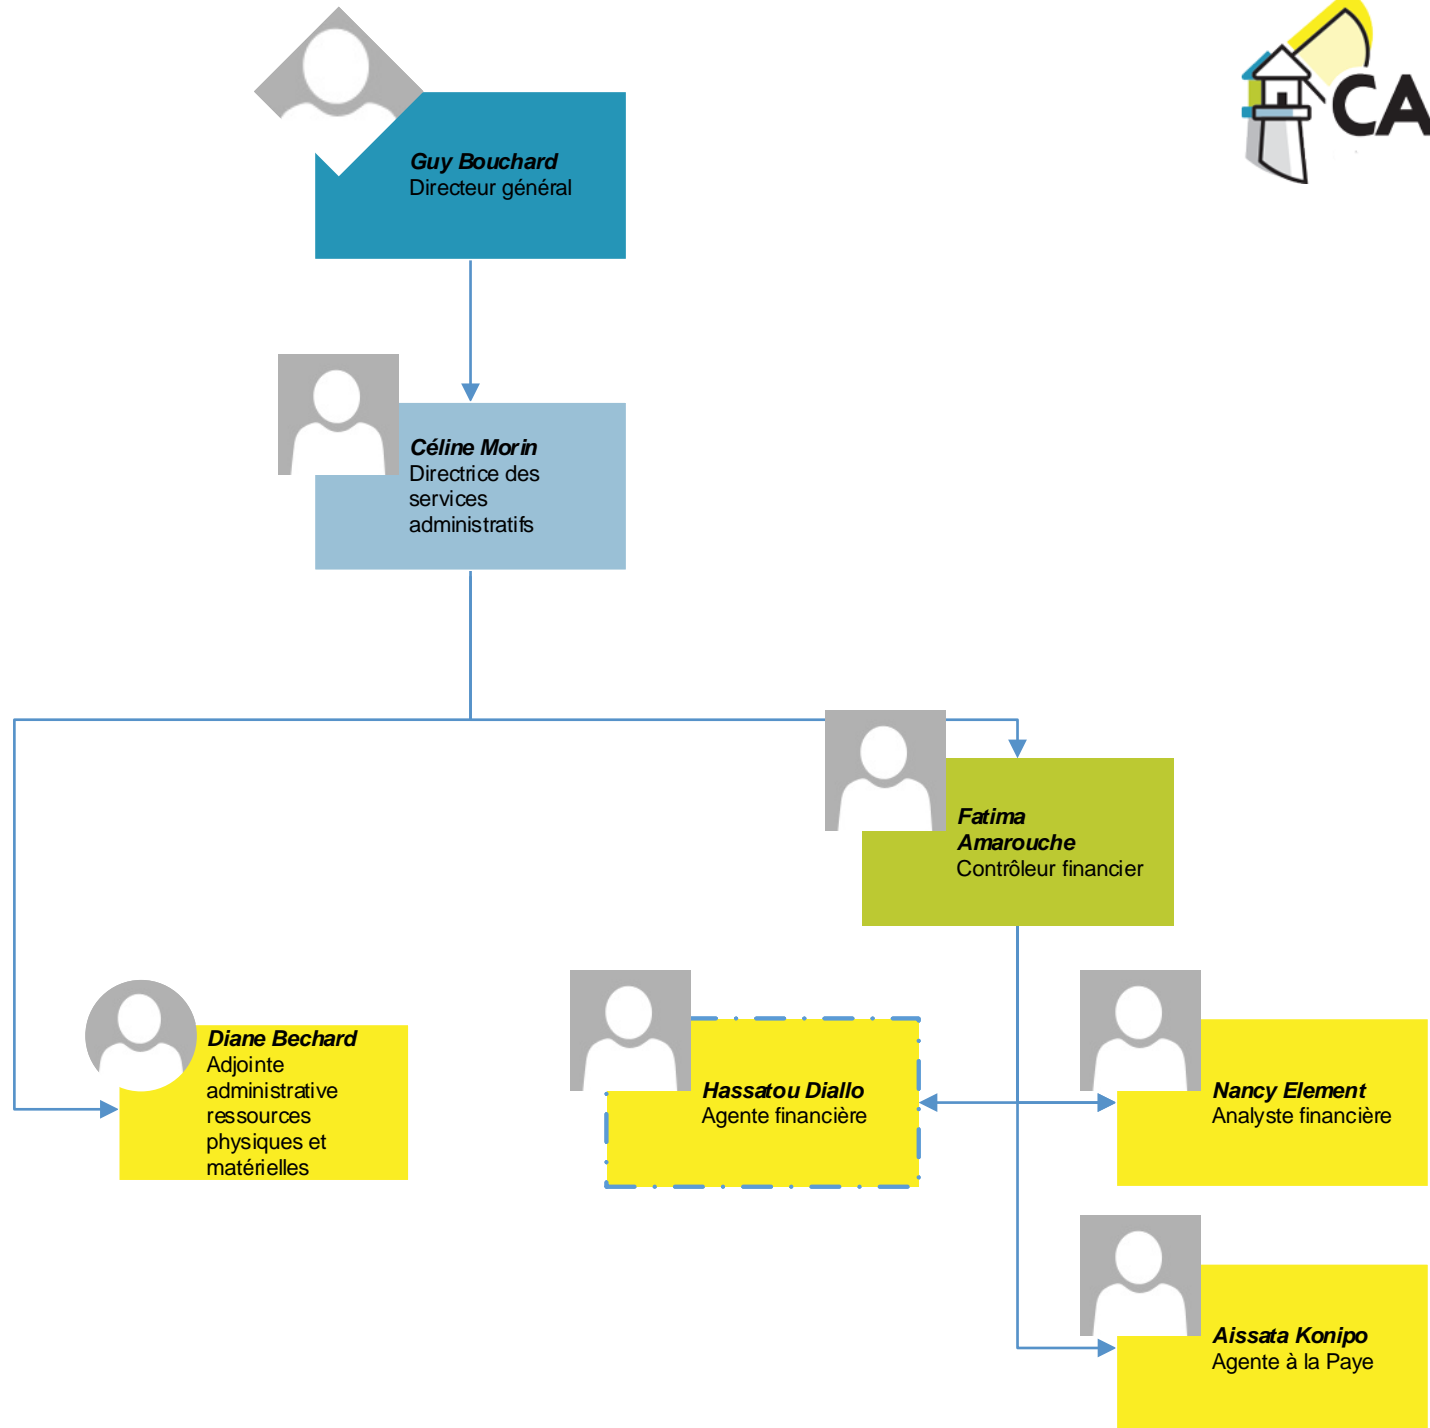 CA
Guy Bouchard
Directeur général
Céline Morin
Directrice des
services
administratifs
Fatima
Amarouche
Contrôleur financier
Diane Bechard
Adjointe
administrative
ressources
physiques et
matérielles
Hassatou Diallo
Agente financière
Nancy Element
Analyste financière
Aissata Konipo
Agente à la Paye